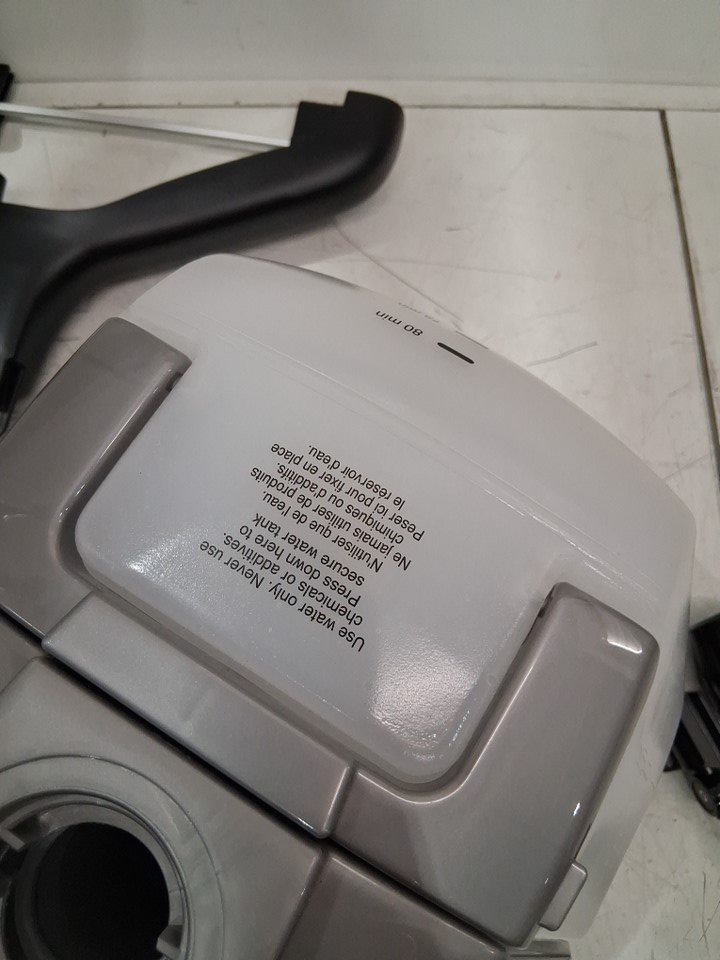 80 min
Use water only. Never use
chemicals or additives.
Press down here to
secure water tank
N'utiliser que de l'eau.
Ne jamais utiliser de produits
chimiques ou d'additifs.
Peser ici pour fixer en place
le réservoir d'eau.